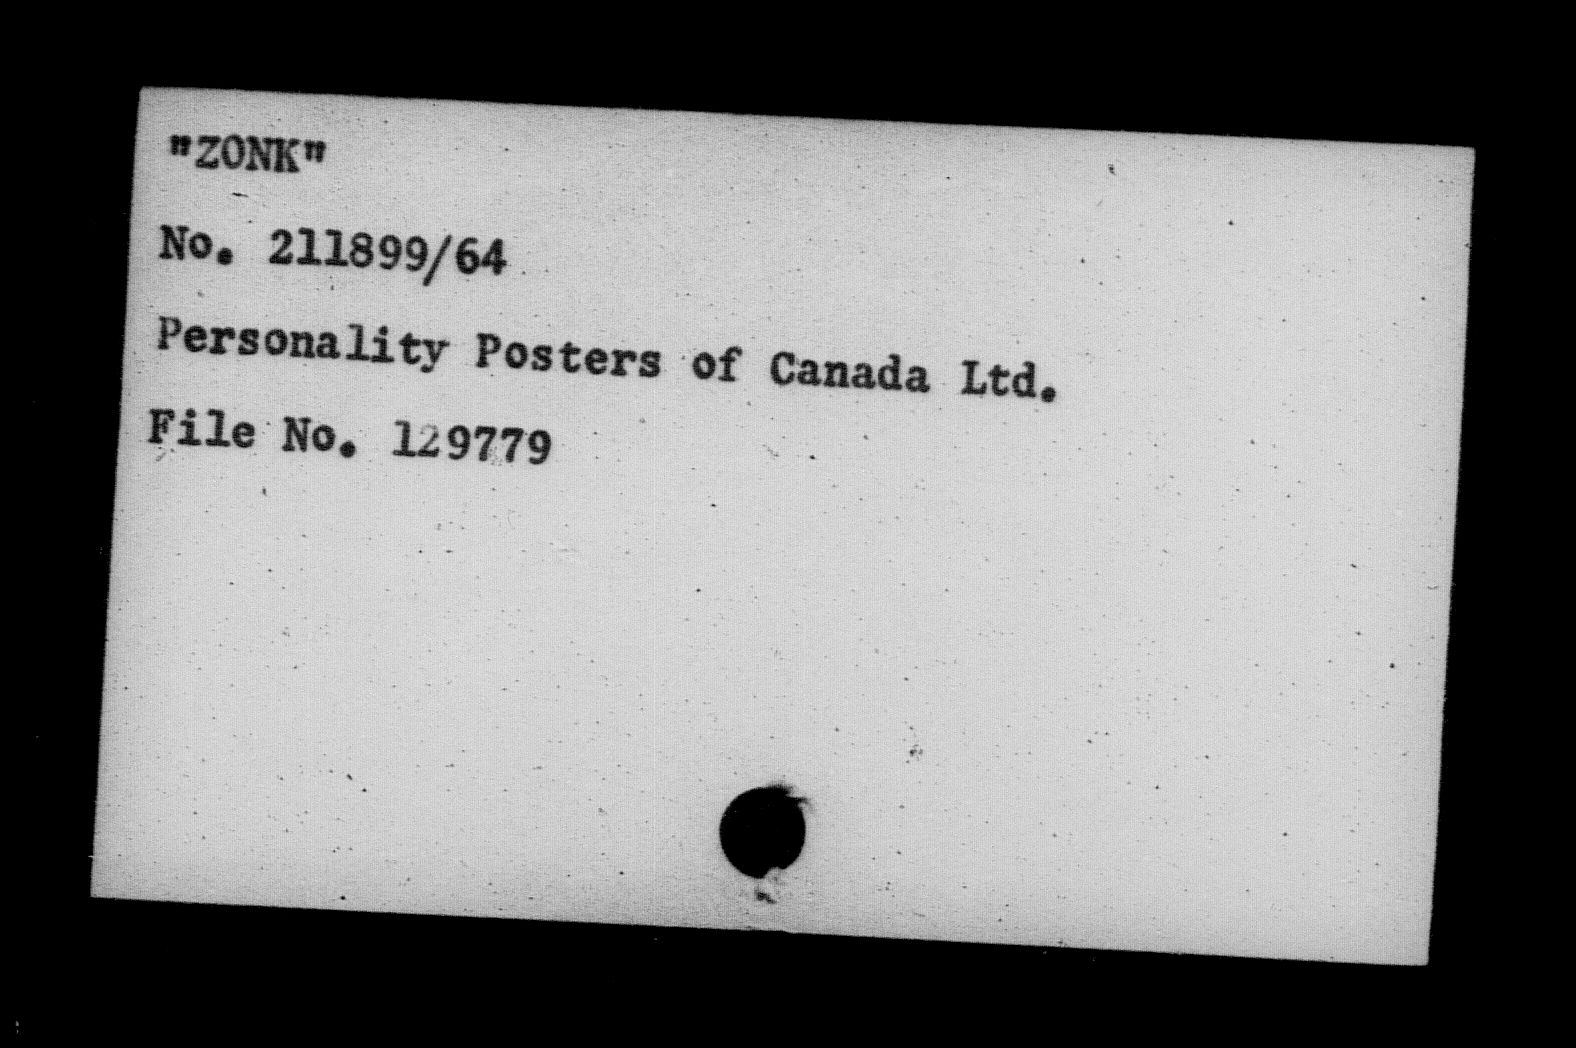 "ZONK"
No. 211899/64
Personality Posters of Canada Ltd.
File No. 129779